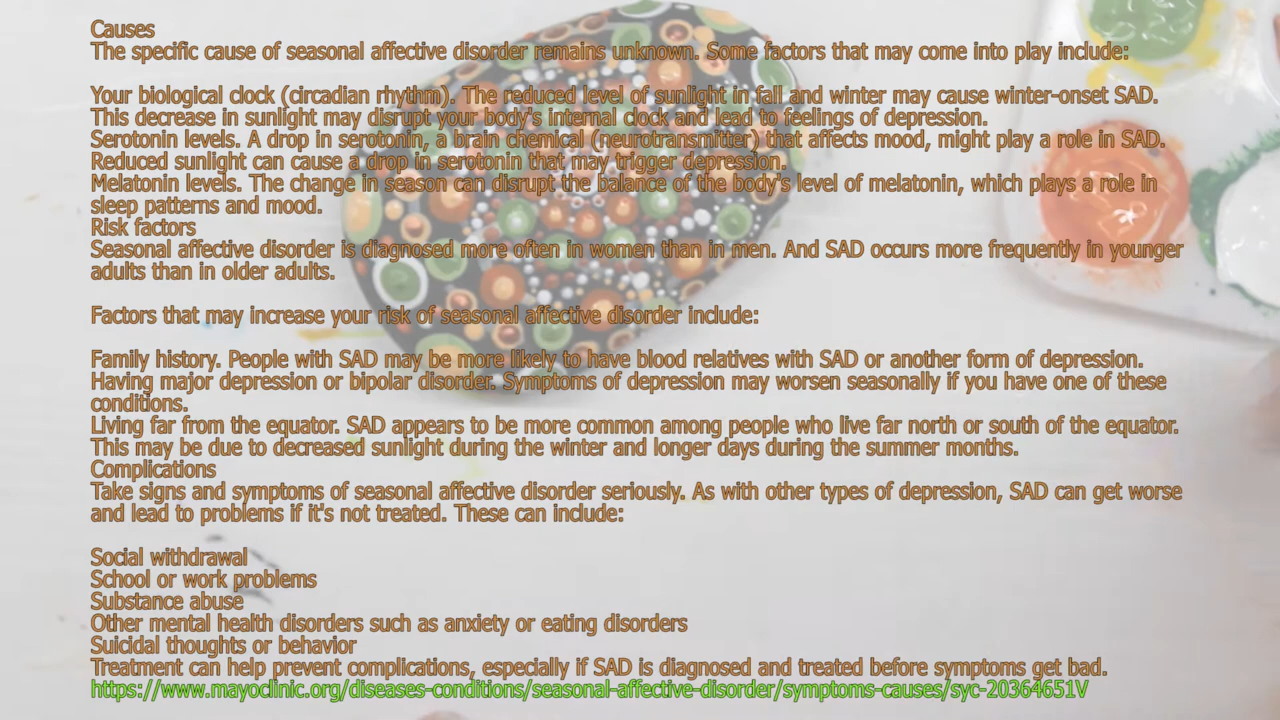 Causes
The specific cause of seasonal affective disorder remains unknown. Some factors that may come into play include:
Your biological clock (circadian rhythm). The reduced level of sunlight in fall and winter may cause winter-onset SAD.
This decrease in sunlight may disrupt your body's internal clock and lead to feelings of depression.
Serotonin levels. A drop in serotonin, a brain chemical (neurotransmitter) that affects mood, might play a role in SAD.
Reduced sunlight can cause a drop in serotonin that may trigger depression.
Melatonin levels. The change in season can disrupt the balance of the body's level of melatonin, which plays a role in
sleep patterns and mood.
Risk factors
Seasonal affective disorder is diagnosed more often in women than in men. And SAD occurs more frequently in younger
adults than in older adults.
Factors that may increase your risk of seasonal affective disorder include:
Family history. People with SAD may be more likely to have blood relatives with SAD or another form of depression.
Having major depression or bipolar disorder. Symptoms of depression may worsen seasonally if you have one of these
conditions.
Living far from the equator. SAD appears to be more common among people who live far north or south of the equator.
This may be due to decreased sunlight during the winter and longer days during the summer months.
Complications
Take signs and symptoms of seasonal affective disorder seriously. As with other types of depression, SAD can get worse
and lead to problems if it's not treated. These can include:
Social withdrawal
School or work problems
Substance abuse
Other mental health disorders such as anxiety or eating disorders
Suicidal thoughts or behavior
Treatment can help prevent complications, especially if SAD is diagnosed and treated before symptoms get bad.
https://www.mayoclinic.org/diseases-conditions/seasonal-affective-disorder/symptoms-causes/syc-20364651V